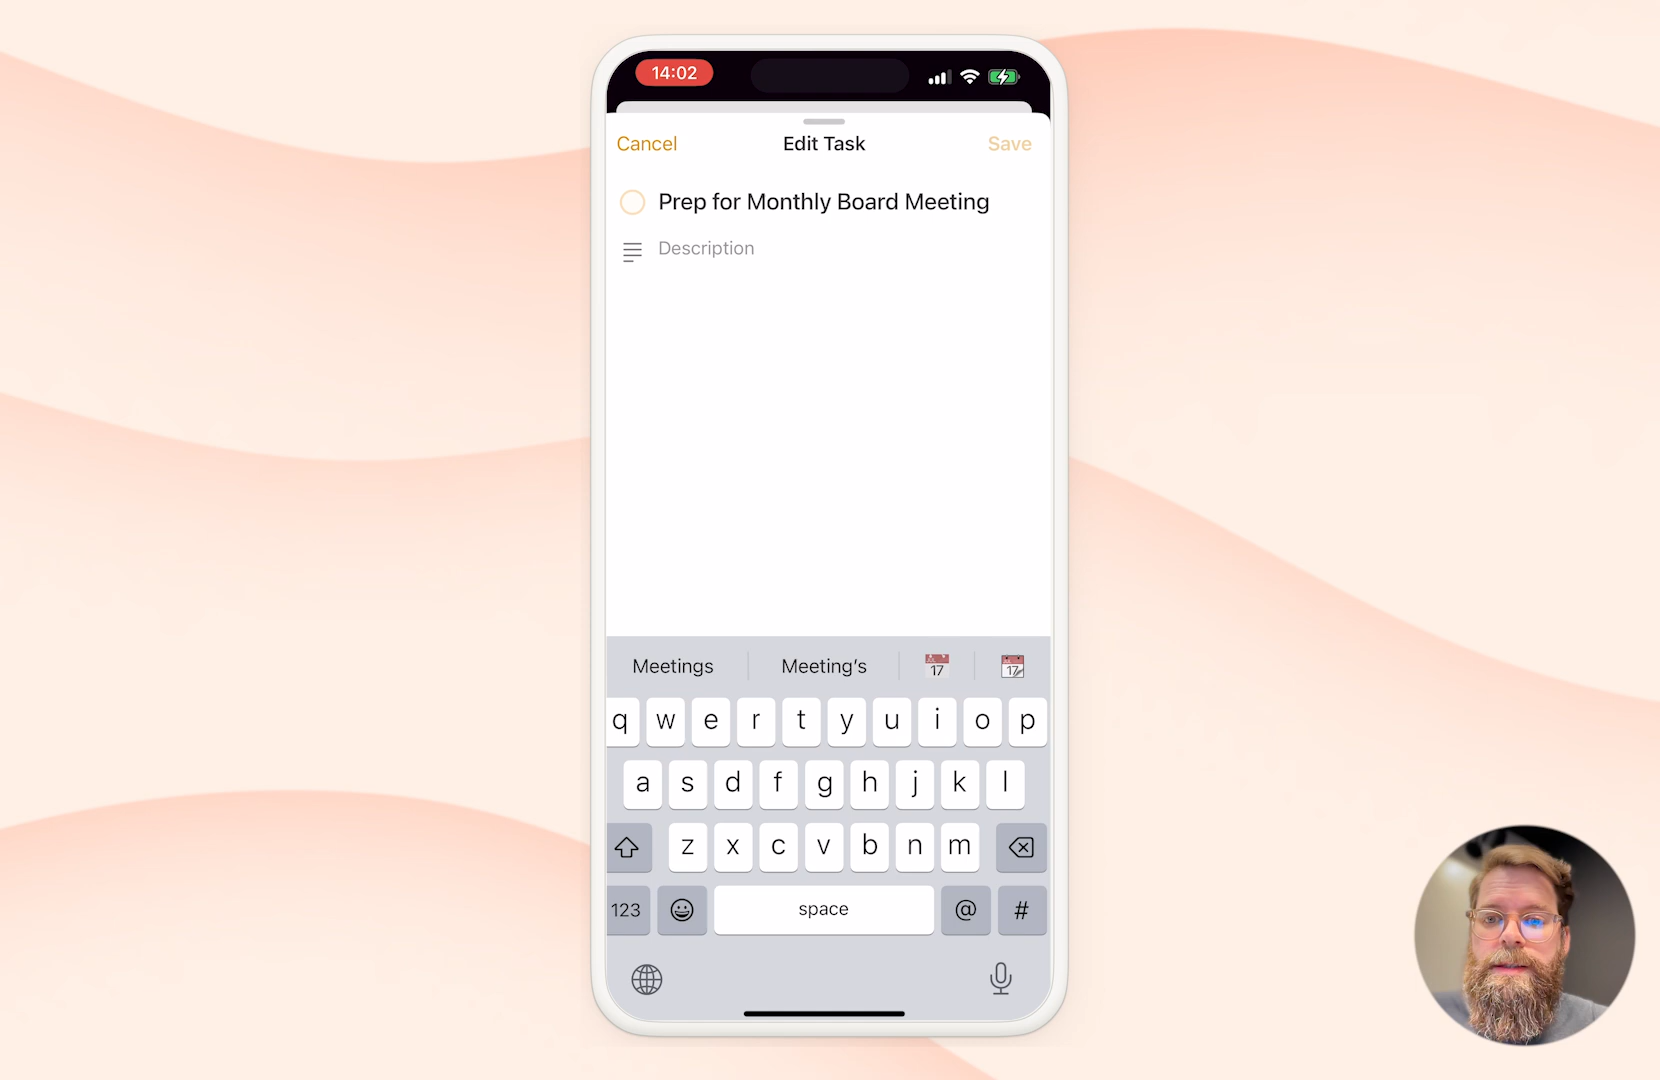 14:02
Cancel Edit Task Save
Prep for Monthly Board Meeting
Description
Meetings Meeting's 17 17
q w e r t y u i o p
a s d f g h j k l
z x c v b n m
123 space @ #